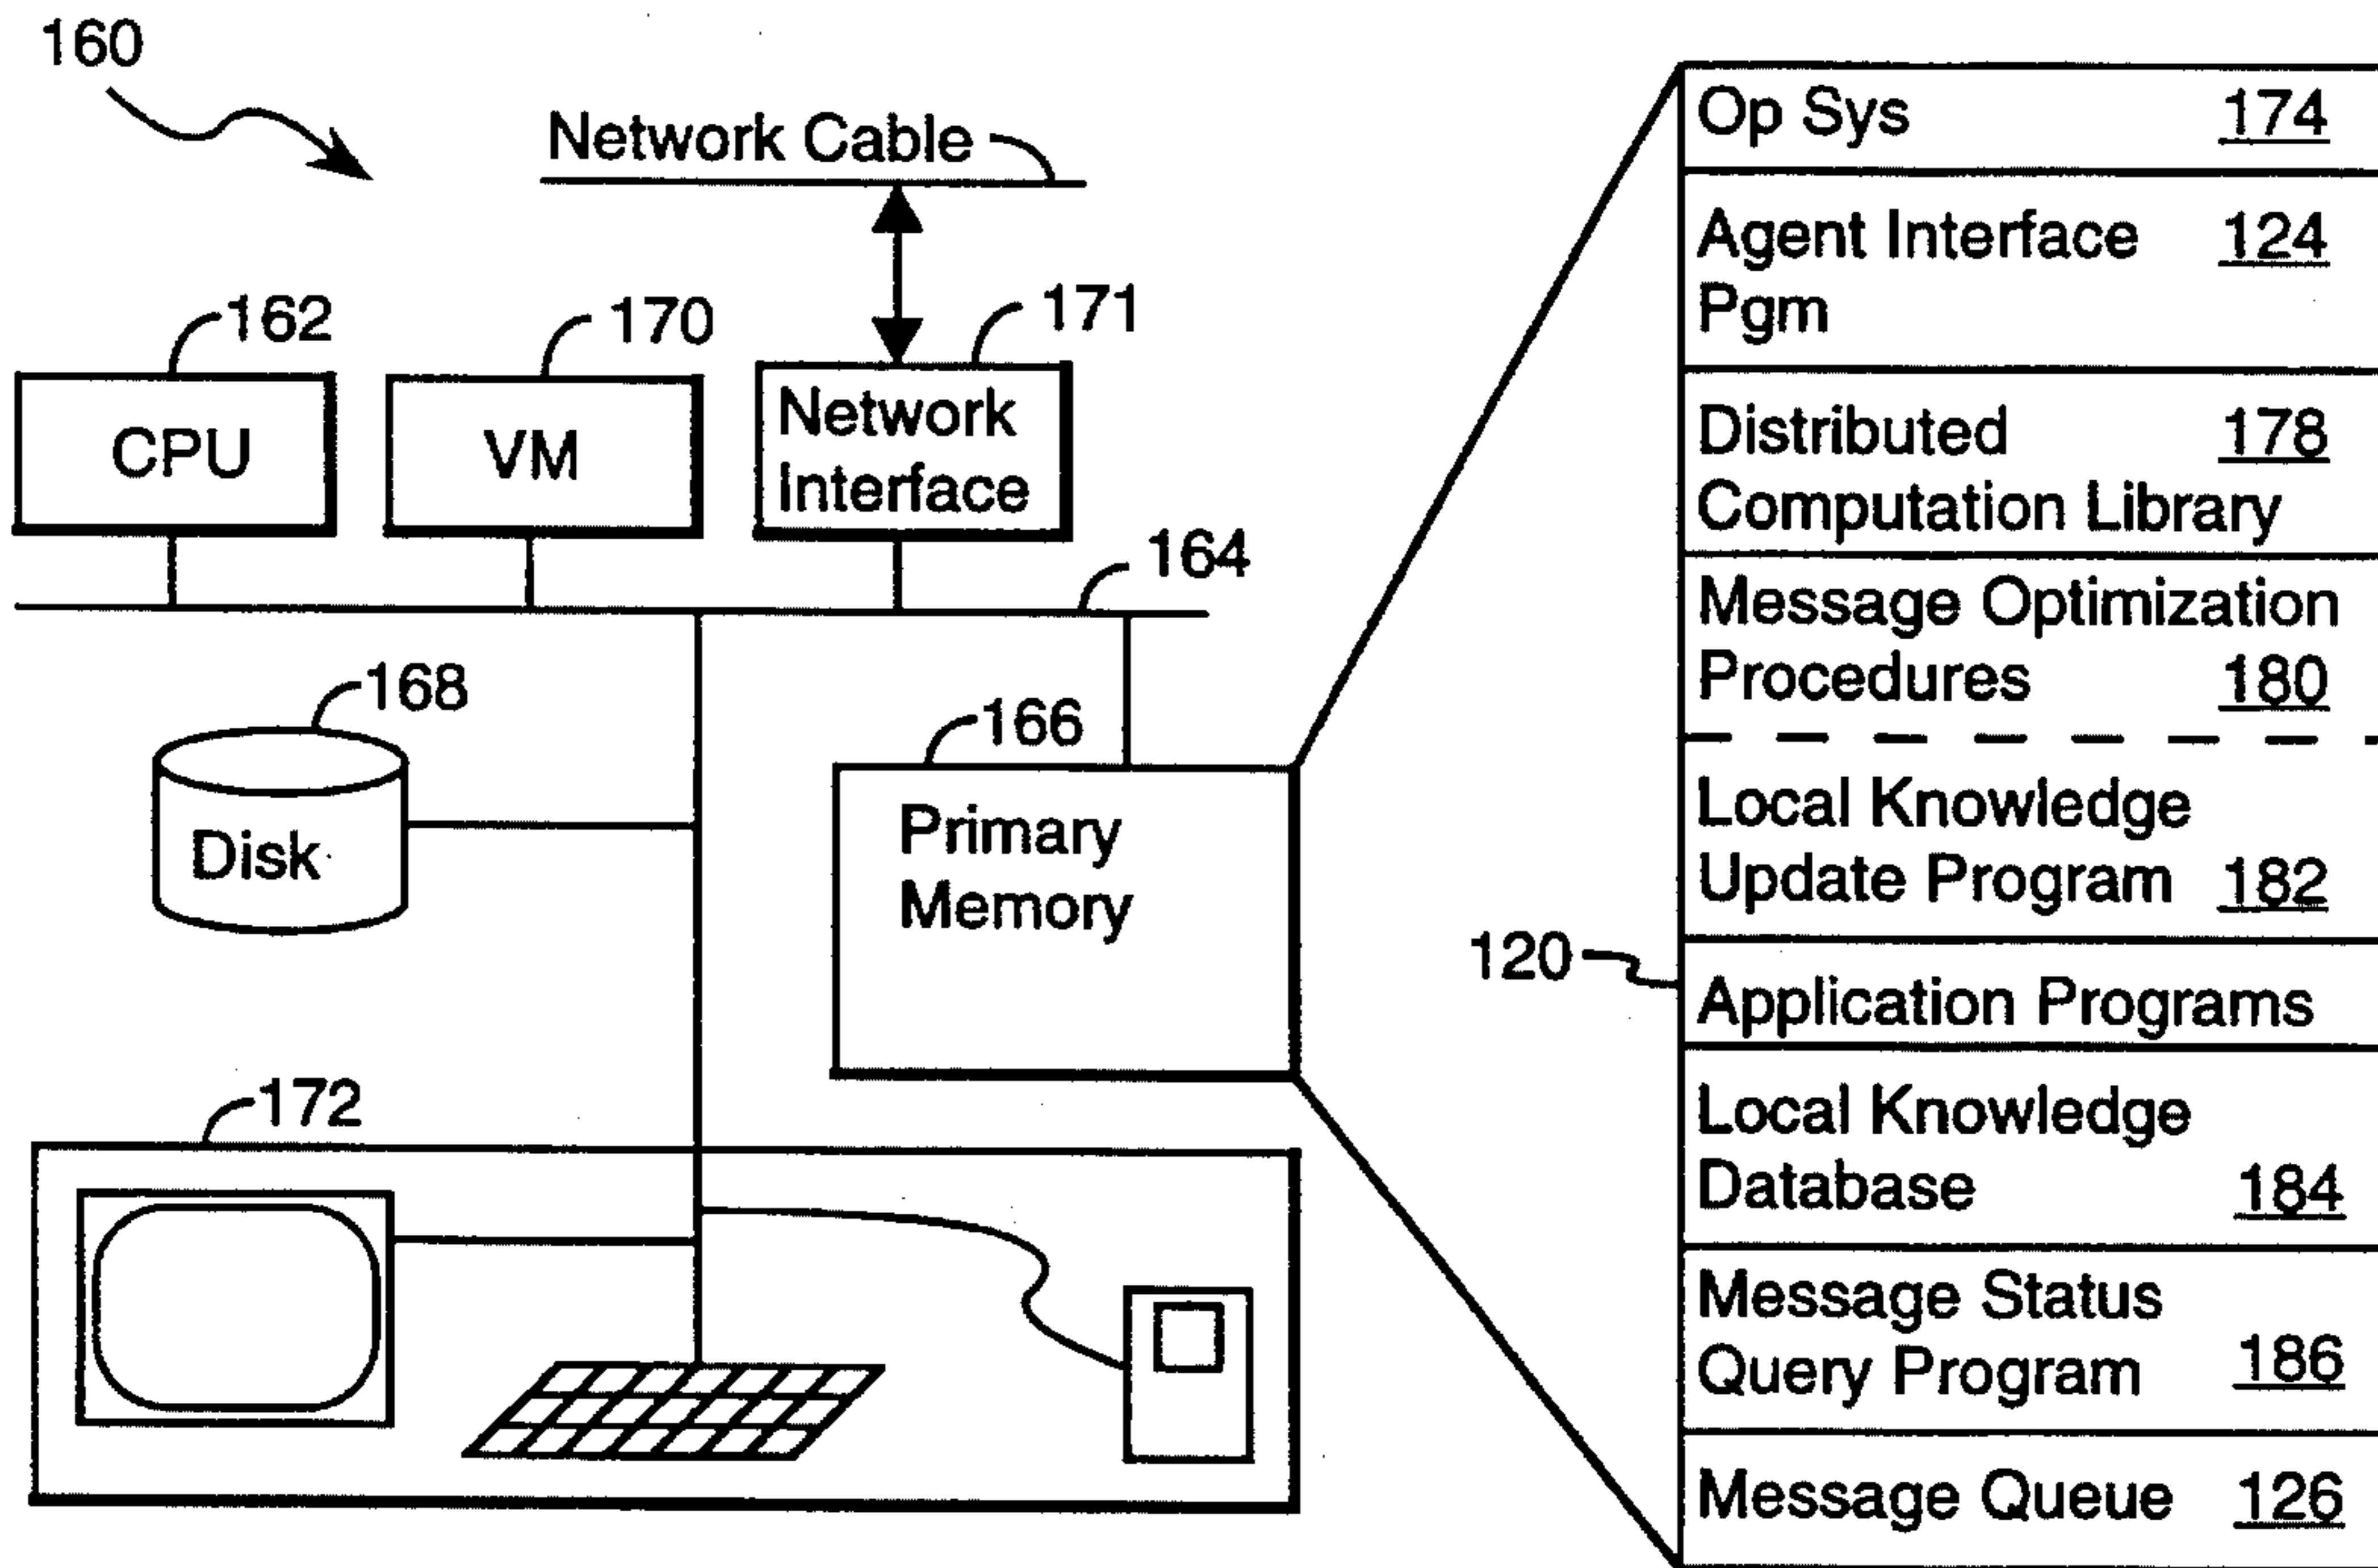 160
Network Cable
162
170
171
CPU
VM
Network
Interface
164
168
Disk
166
Primary
Memory
172
Op Sys 174
Agent Interface 124
Pgm
Distributed 178
Computation Library
Message Optimization
Procedures 180
Local Knowledge
Update Program 182
120
Application Programs
Local Knowledge
Database 184
Message Status
Query Program 186
Message Queue 126